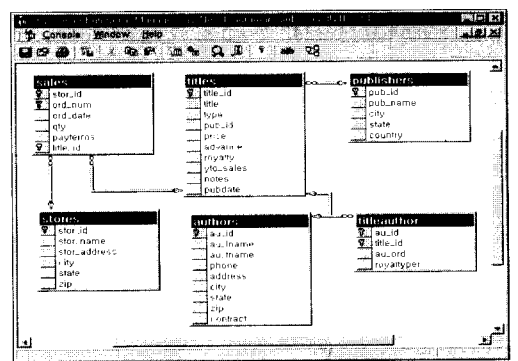 Console Window Help
sales
stor_id
ord_num
ord_date
qty
payterms
title_id
titles
title_id
title
type
pub_id
price
advance
royalty
ytd_sales
notes
pubdate
publishers
pub_id
pub_name
city
state
country
stores
stor_id
stor_name
stor_address
city
state
zip
authors
au_id
au_lname
au_fname
phone
address
city
state
zip
contract
titleauthor
au_id
title_id
au_ord
royaltyper